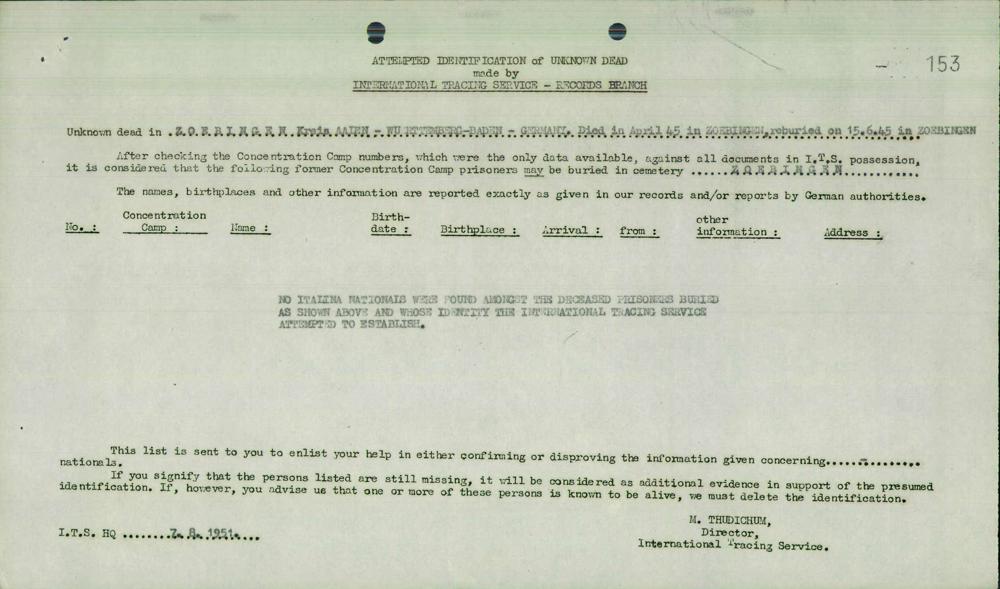 153
ATTEMPTED IDENTIFICATION of UNKNOWN DEAD
made by
INTERNATIONAL TRACING SERVICE - RECORDS BRANCH
Unknown dead in .Z.O.E.B.I.N.G.E.N.Kreis AALEN - WUERTTEMBERG-BADEN - GERMANY. Died in April 45 in ZOEBINGEN, reburied on 15.6.45 in ZOEBINGEN
After checking the Concentration Camp numbers, which were the only data available, against all documents in I.T.S. possession,
it is considered that the following former Concentration Camp prisoners may be buried in cemetery ......Z O E B I N G E N............
The names, birthplaces and other information are reported exactly as given in our records and/or reports by German authorities.
No. : Concentration Camp : Name : Birth-date : Birthplace : Arrival : from : other information : Address :
NO ITALINA NATIONALS WERE FOUND AMONGST THE DECEASED PRISONERS BURIED
AS SHOWN ABOVE AND WHOSE IDENTITY THE INTERNATIONAL TRACING SERVICE
ATTEMPTED TO ESTABLISH.
This list is sent to you to enlist your help in either confirming or disproving the information given concerning.....-........
nationals.
If you signify that the persons listed are still missing, it will be considered as additional evidence in support of the presumed
identification. If, however, you advise us that one or more of these persons is known to be alive, we must delete the identification.
I.T.S. HQ ........7. 8. 1951.....
M. THUDICHUM,
Director,
International Tracing Service.